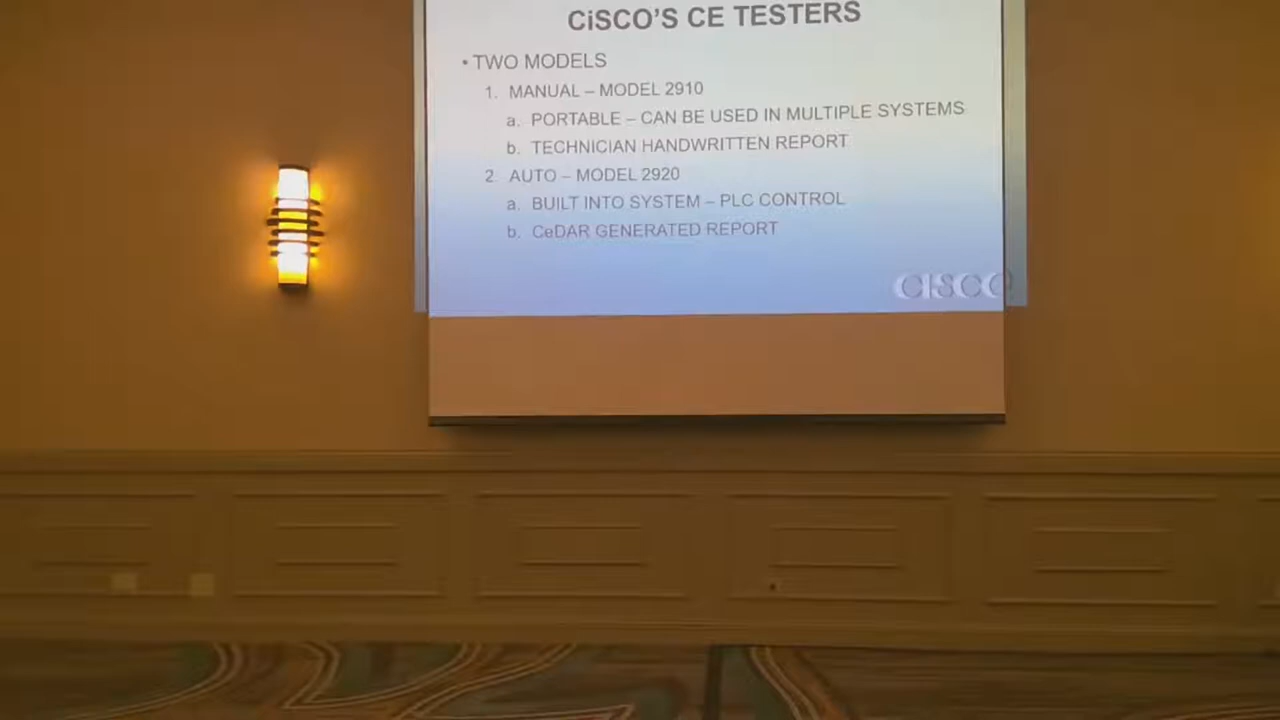 CiSCO'S CE TESTERS
• TWO MODELS
1. MANUAL – MODEL 2910
a. PORTABLE – CAN BE USED IN MULTIPLE SYSTEMS
b. TECHNICIAN HANDWRITTEN REPORT
2. AUTO – MODEL 2920
a. BUILT INTO SYSTEM – PLC CONTROL
b. CeDAR GENERATED REPORT
CISCO